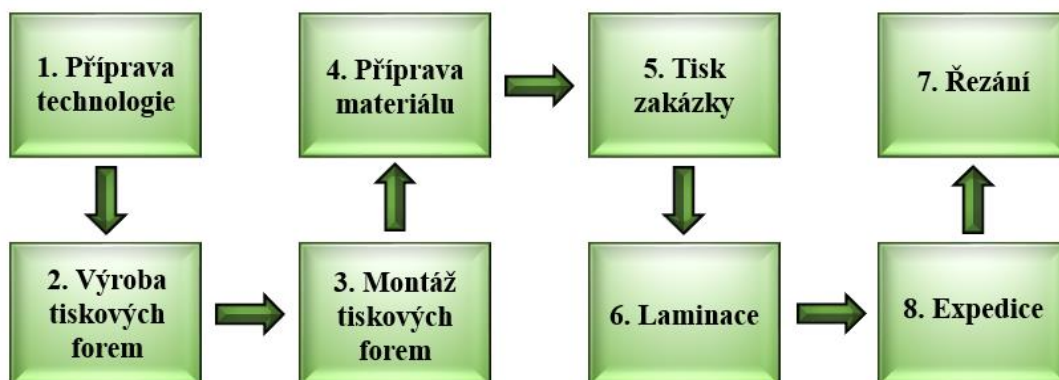 1. Příprava
technologie
2. Výroba
tiskových
forem
3. Montáž
tiskových
forem
4. Příprava
materiálu
5. Tisk
zakázky
6. Laminace
7. Řezání
8. Expedice